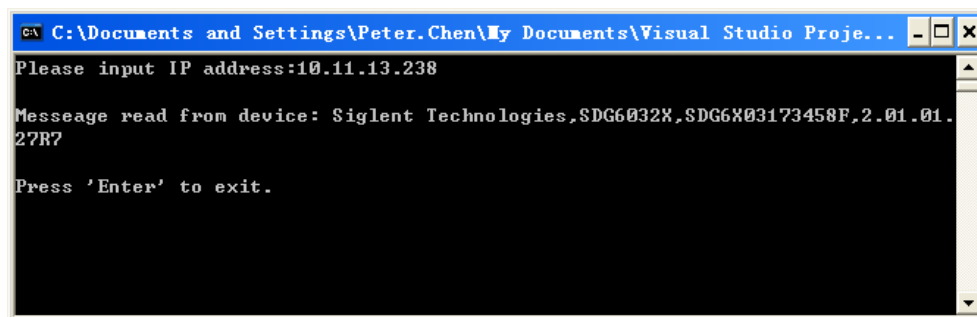 C:\Documents and Settings\Peter.Chen\My Documents\Visual Studio Proje...
Please input IP address:10.11.13.238
Messeage read from device: Siglent Technologies,SDG6032X,SDG6X03173458F,2.01.01.
27R7
Press 'Enter' to exit.